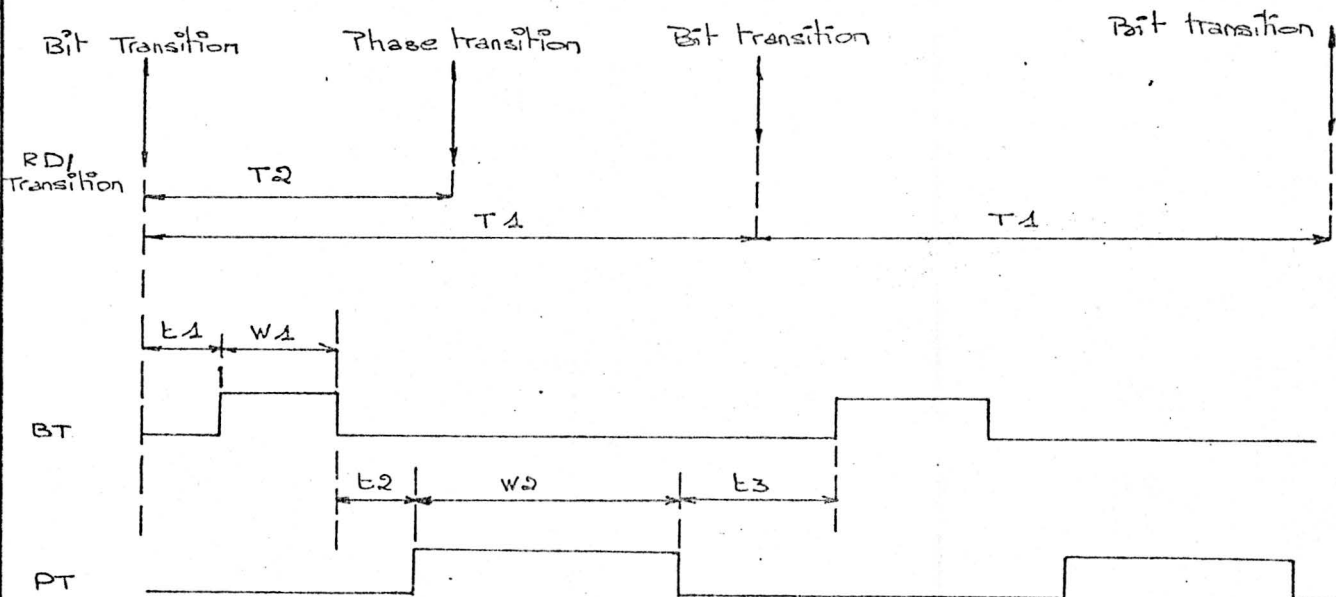 Bit Transition Phase transition Bit transition Bit transition
RD/
Transition
T2
T1 T1
t1 W1
BT
t2 W2 t3
PT